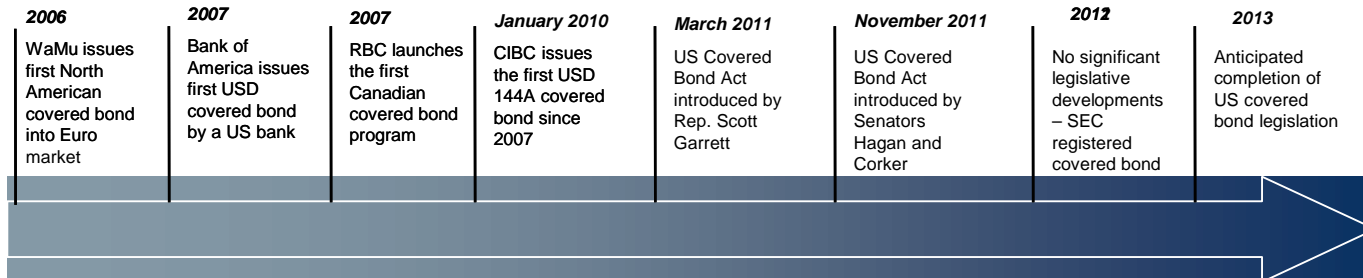 2006
WaMu issues
first North
American
covered bond
into Euro
market
2007
Bank of
America issues
first USD
covered bond
by a US bank
2007
RBC launches
the first
Canadian
covered bond
program
January 2010
CIBC issues
the first USD
144A covered
bond since
2007
March 2011
US Covered
Bond Act
introduced by
Rep. Scott
Garrett
November 2011
US Covered
Bond Act
introduced by
Senators
Hagan and
Corker
2012
No significant
legislative
developments
– SEC
registered
covered bond
2013
Anticipated
completion of
US covered
bond legislation